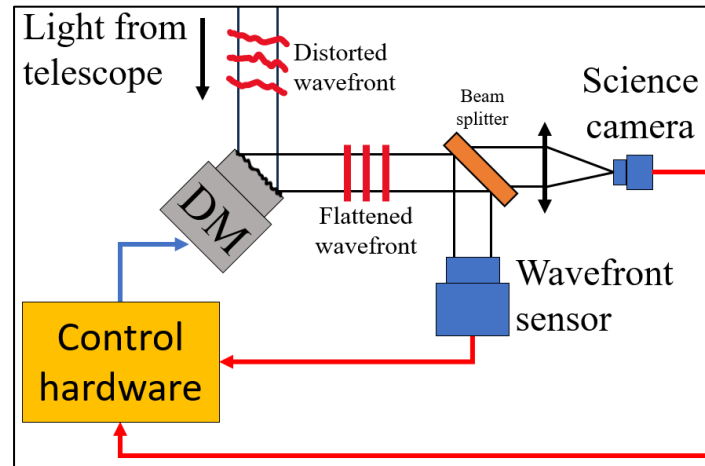 Light from
telescope
Distorted
wavefront
Beam
splitter
Science
camera
DM
Flattened
wavefront
Wavefront
sensor
Control
hardware